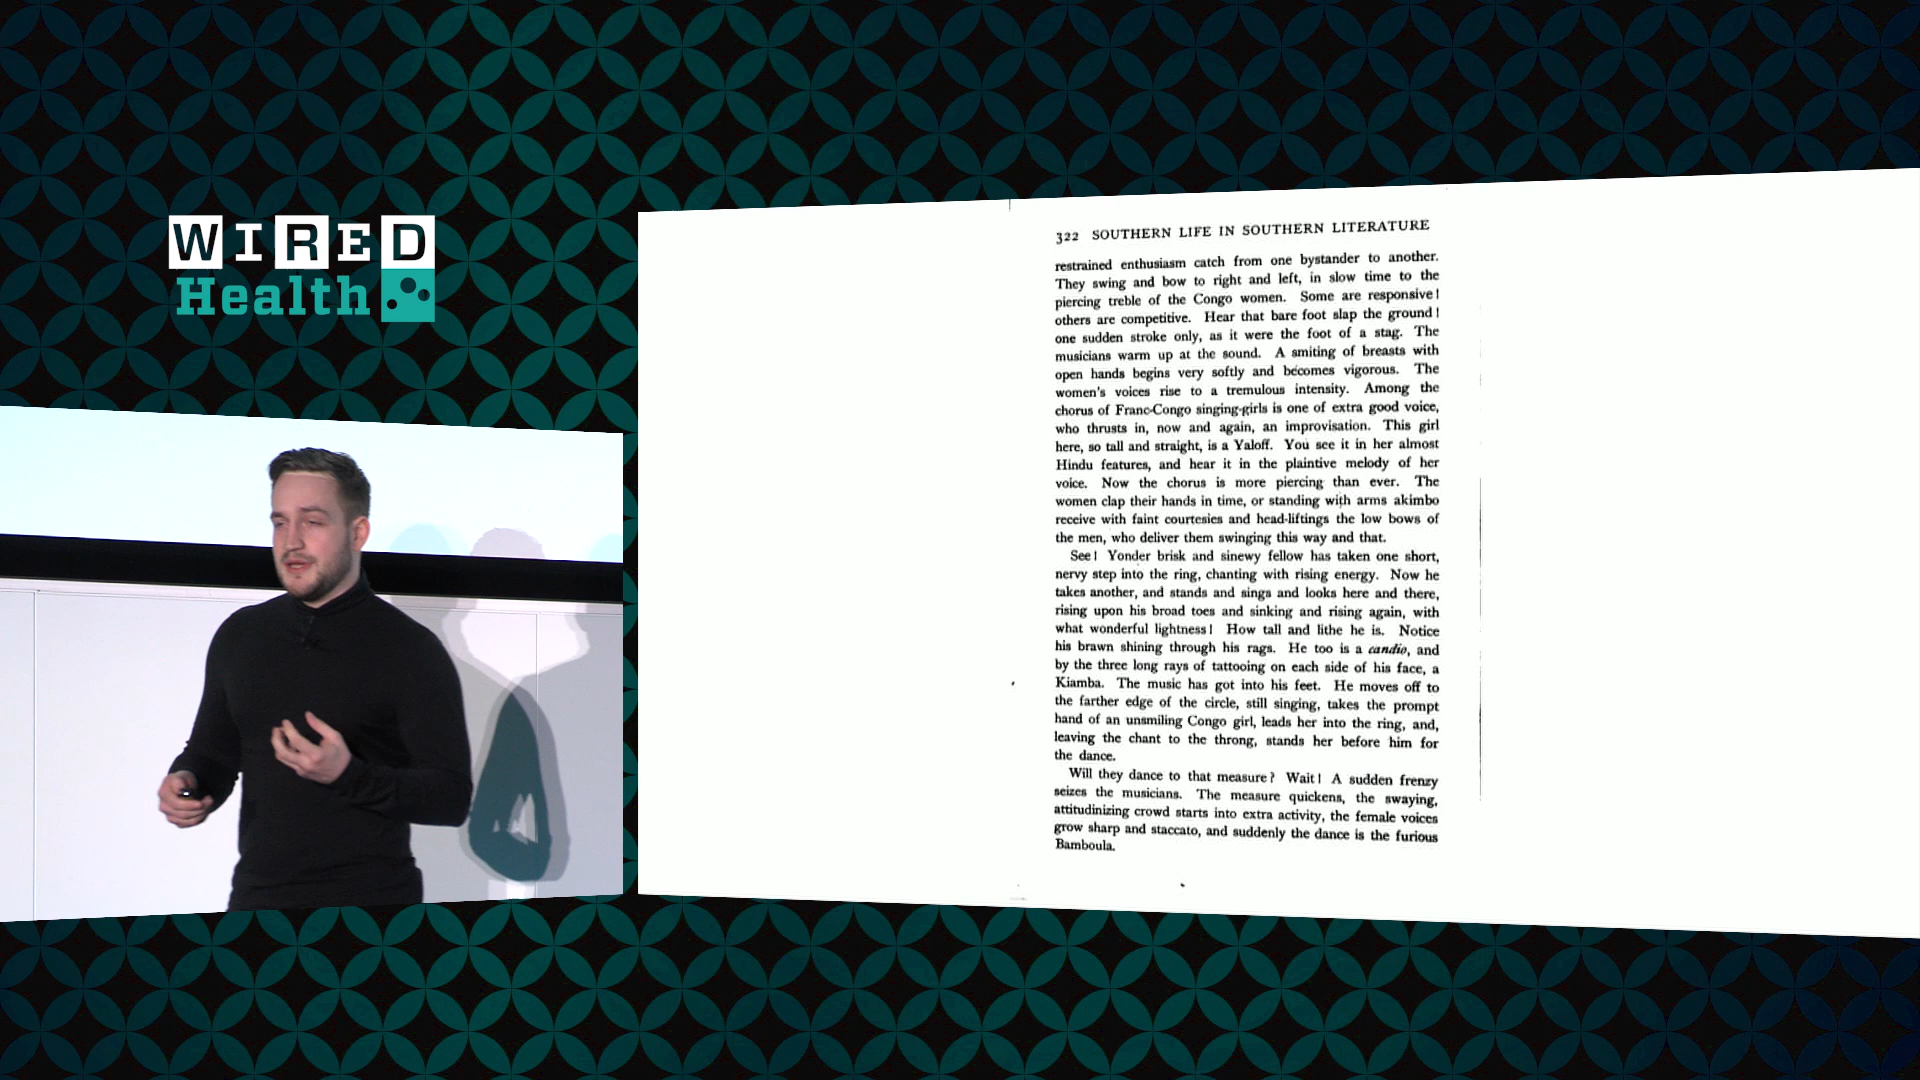 WIRED
Health
322 SOUTHERN LIFE IN SOUTHERN LITERATURE
restrained enthusiasm catch from one bystander to another.
They swing and bow to right and left, in slow time to the
piercing treble of the Congo women. Some are responsive!
others are competitive. Hear that bare foot slap the ground!
one sudden stroke only, as it were the foot of a stag. The
musicians warm up at the sound. A smiting of breasts with
open hands begins very softly and becomes vigorous. The
women's voices rise to a tremulous intensity. Among the
chorus of Franc-Congo singing-girls is one of extra good voice,
who thrusts in, now and again, an improvisation. This girl
here, so tall and straight, is a Yaloff. You see it in her almost
Hindu features, and hear it in the plaintive melody of her
voice. Now the chorus is more piercing than ever. The
women clap their hands in time, or standing with arms akimbo
receive with faint courtesies and head-liftings the low bows of
the men, who deliver them swinging this way and that.
See! Yonder brisk and sinewy fellow has taken one short,
nervy step into the ring, chanting with rising energy. Now he
takes another, and stands and sings and looks here and there,
rising upon his broad toes and sinking and rising again, with
what wonderful lightness! How tall and lithe he is. Notice
his brawn shining through his rags. He too is a candio, and
by the three long rays of tattooing on each side of his face, a
Kiamba. The music has got into his feet. He moves off to
the farther edge of the circle, still singing, takes the prompt
hand of an unsmiling Congo girl, leads her into the ring, and,
leaving the chant to the throng, stands her before him for
the dance.
Will they dance to that measure? Wait! A sudden frenzy
seizes the musicians. The measure quickens, the swaying,
attitudinizing crowd starts into extra activity, the female voices
grow sharp and staccato, and suddenly the dance is the furious
Bamboula.